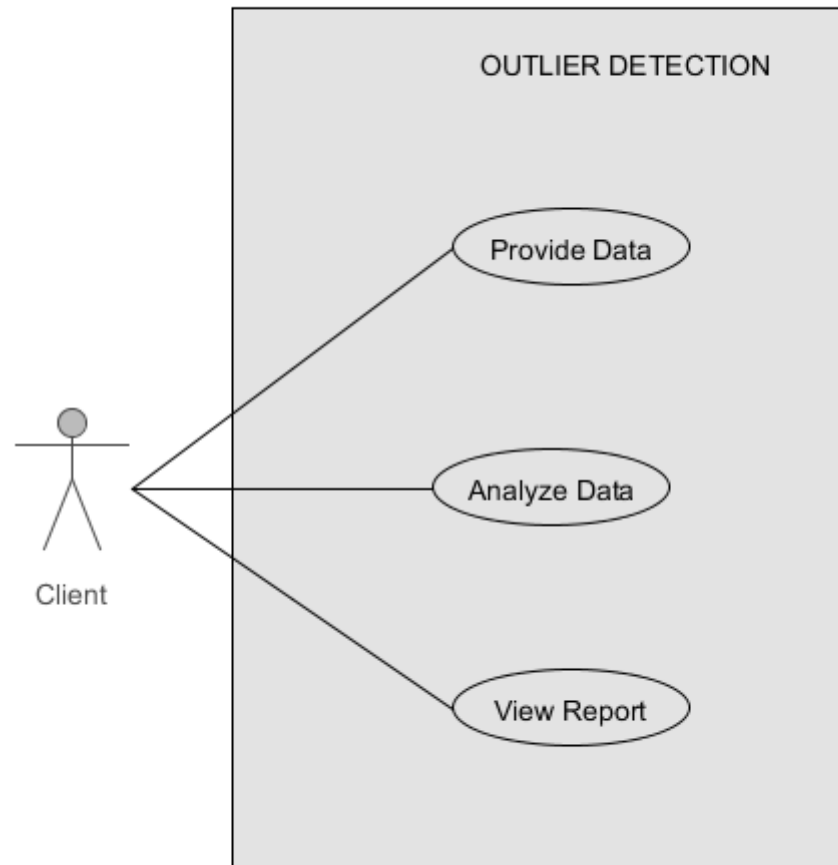 OUTLIER DETECTION
Provide Data
Analyze Data
Client
View Report